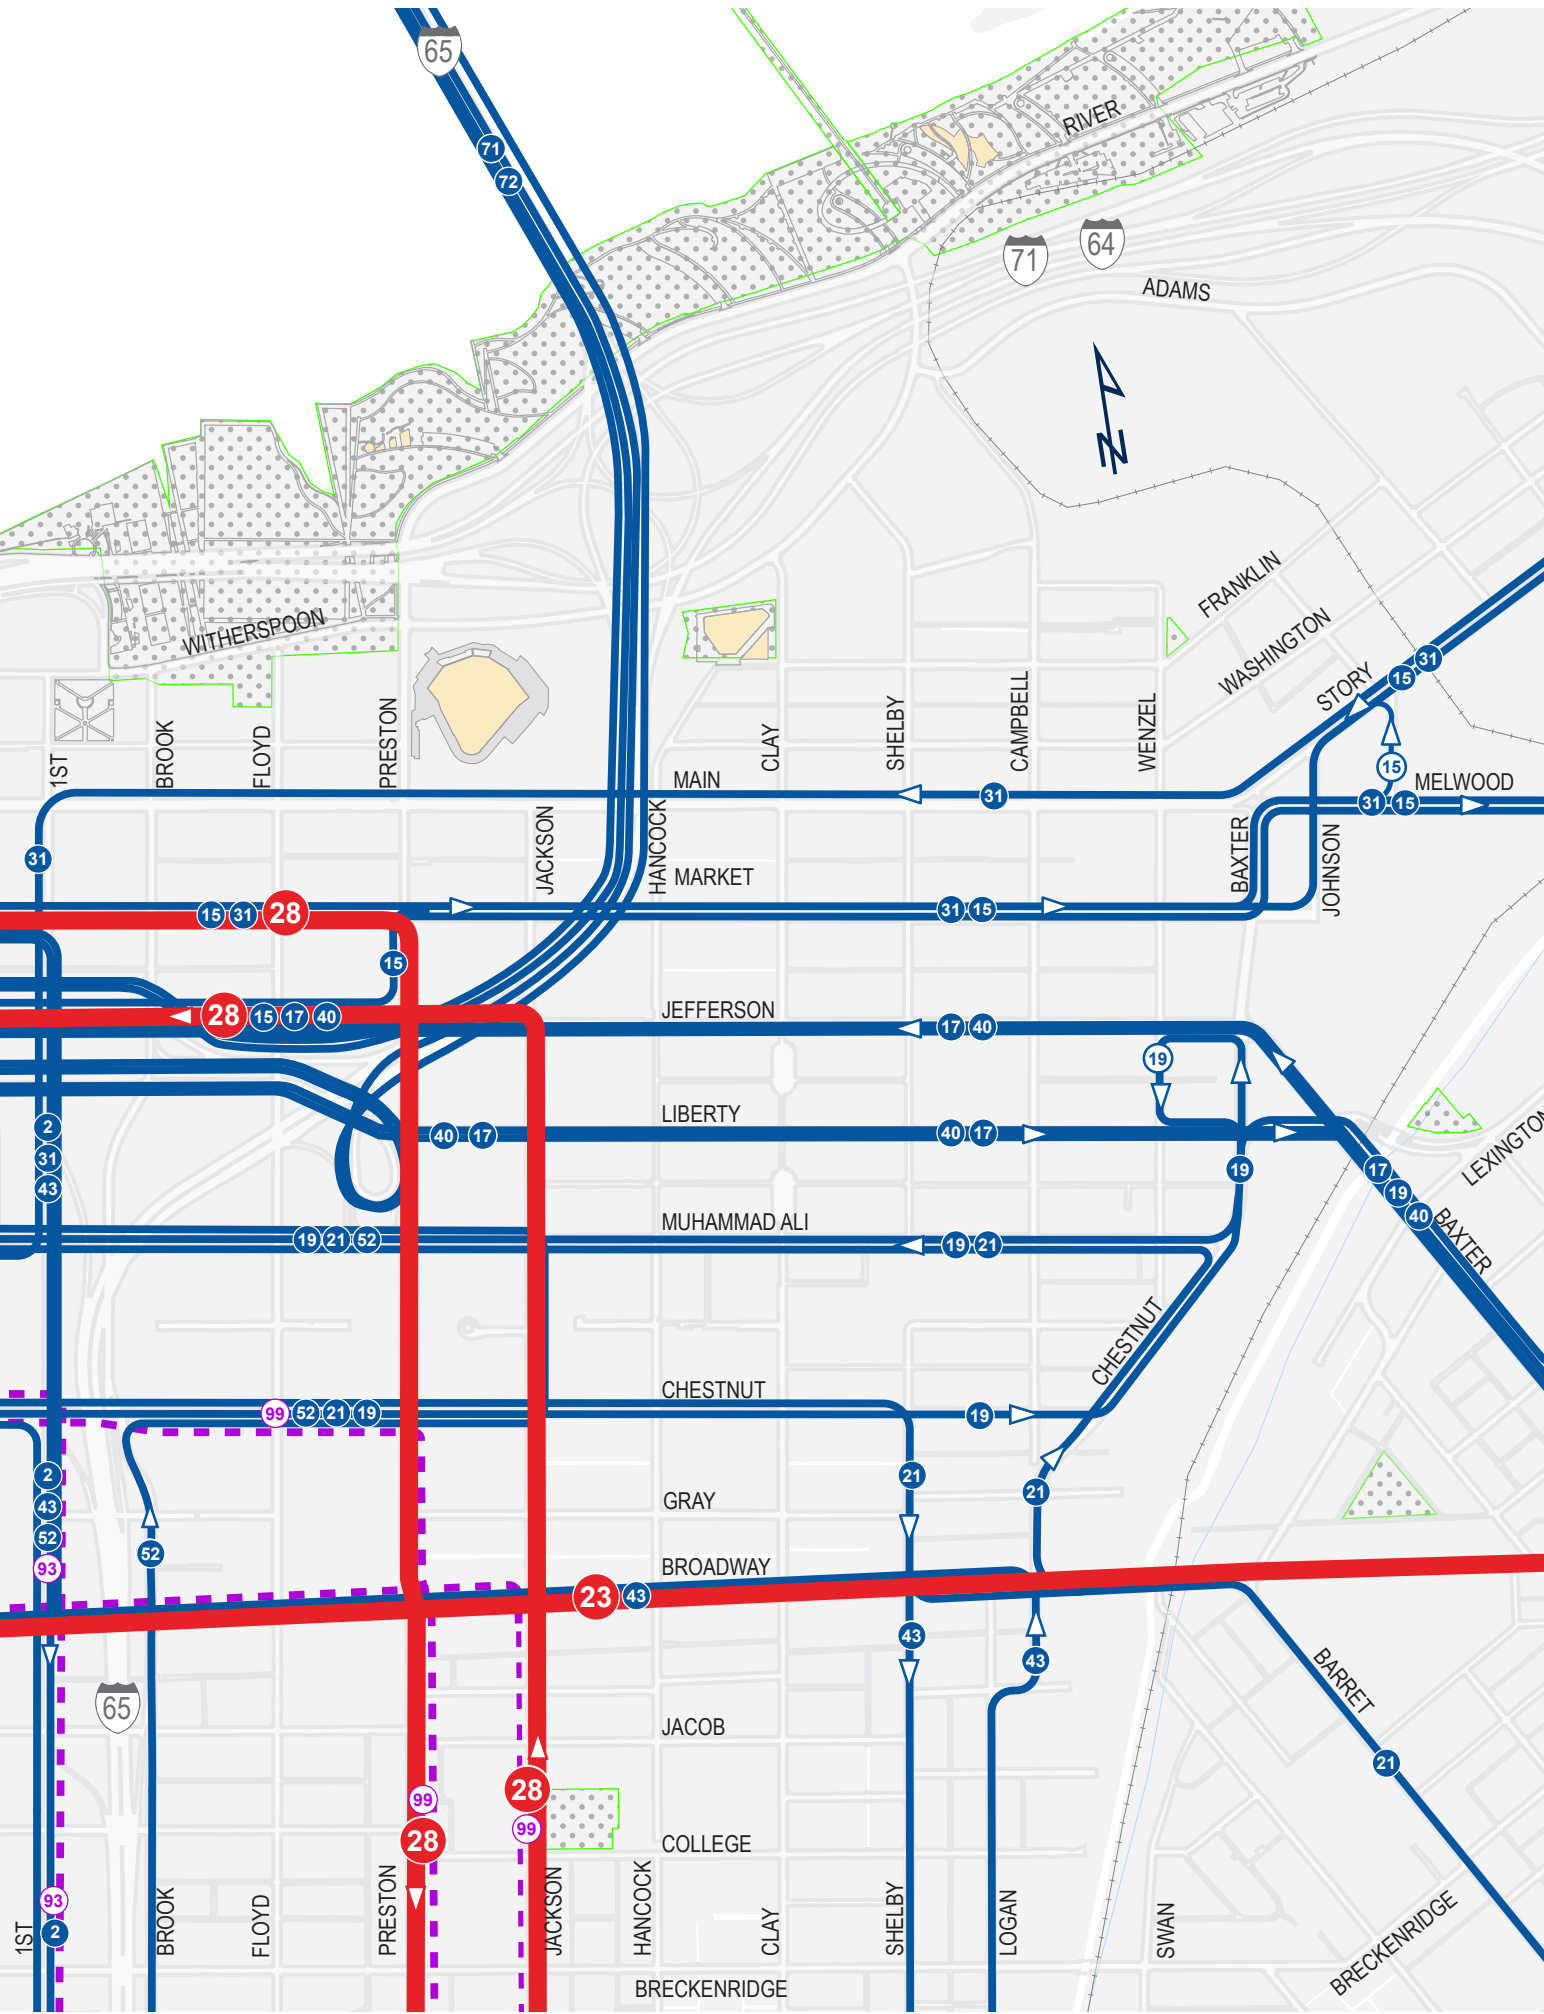 65
71
72
RIVER
71
64
ADAMS
FRANKLIN
WASHINGTON
WITHERSPOON
STORY
31
15
1ST
BROOK
FLOYD
PRESTON
CLAY
SHELBY
CAMPBELL
WENZEL
15
MAIN
31
MELWOOD
31 15
31
JACKSON
HANCOCK
BAXTER
JOHNSON
MARKET
15 31 28
31 15
15
28 15 17 40
JEFFERSON
17 40
19
LIBERTY
40 17
40 17
2
31
43
19
17
19
40
LEXINGTON
BAXTER
MUHAMMAD ALI
19 21 52
19 21
CHESTNUT
CHESTNUT
99 52 21 19
19
2
43
52
93
21
21
GRAY
52
BROADWAY
23 43
43
43
BARRET
65
JACOB
21
28
99
99
28
COLLEGE
93
2
1ST
BROOK
FLOYD
PRESTON
JACKSON
HANCOCK
CLAY
SHELBY
LOGAN
SWAN
BRECKENRIDGE
BRECKENRIDGE
N